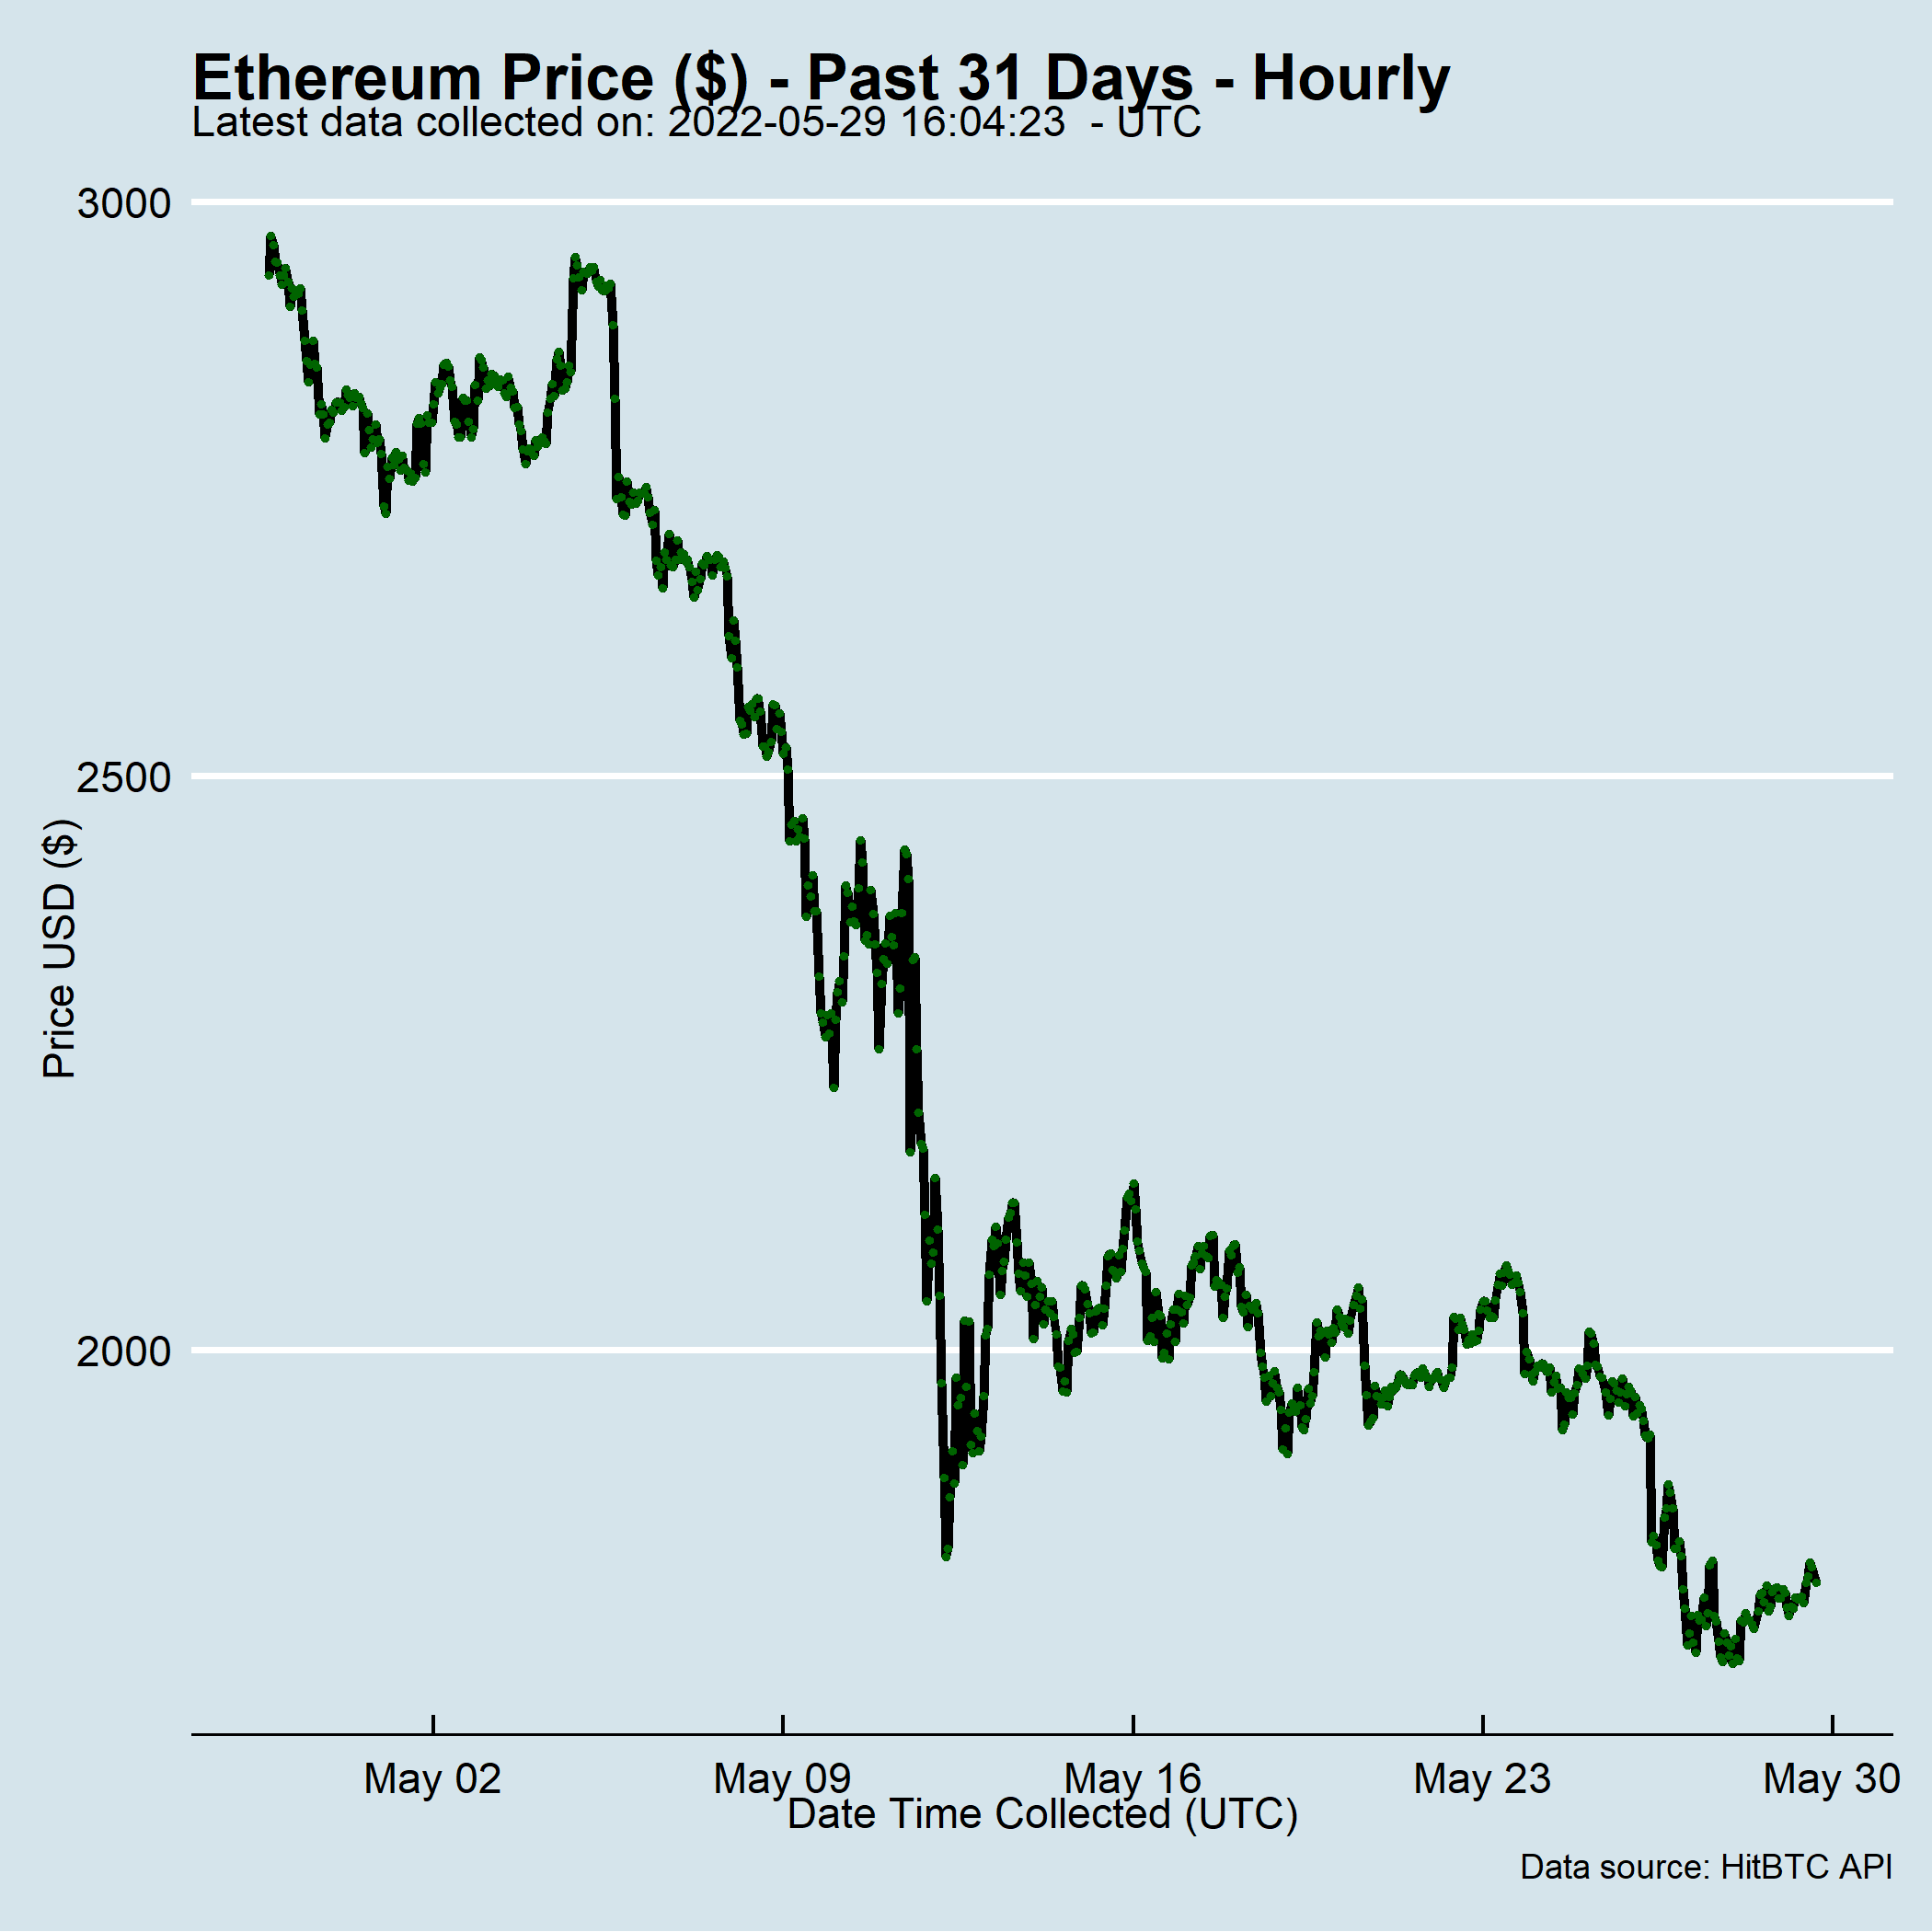 Ethereum Price ($) - Past 31 Days - Hourly
Latest data collected on: 2022-05-29 16:04:23  - UTC
3000
2500
2000
Price USD ($)
May 02
May 09
May 16
May 23
May 30
Date Time Collected (UTC)
Data source: HitBTC API